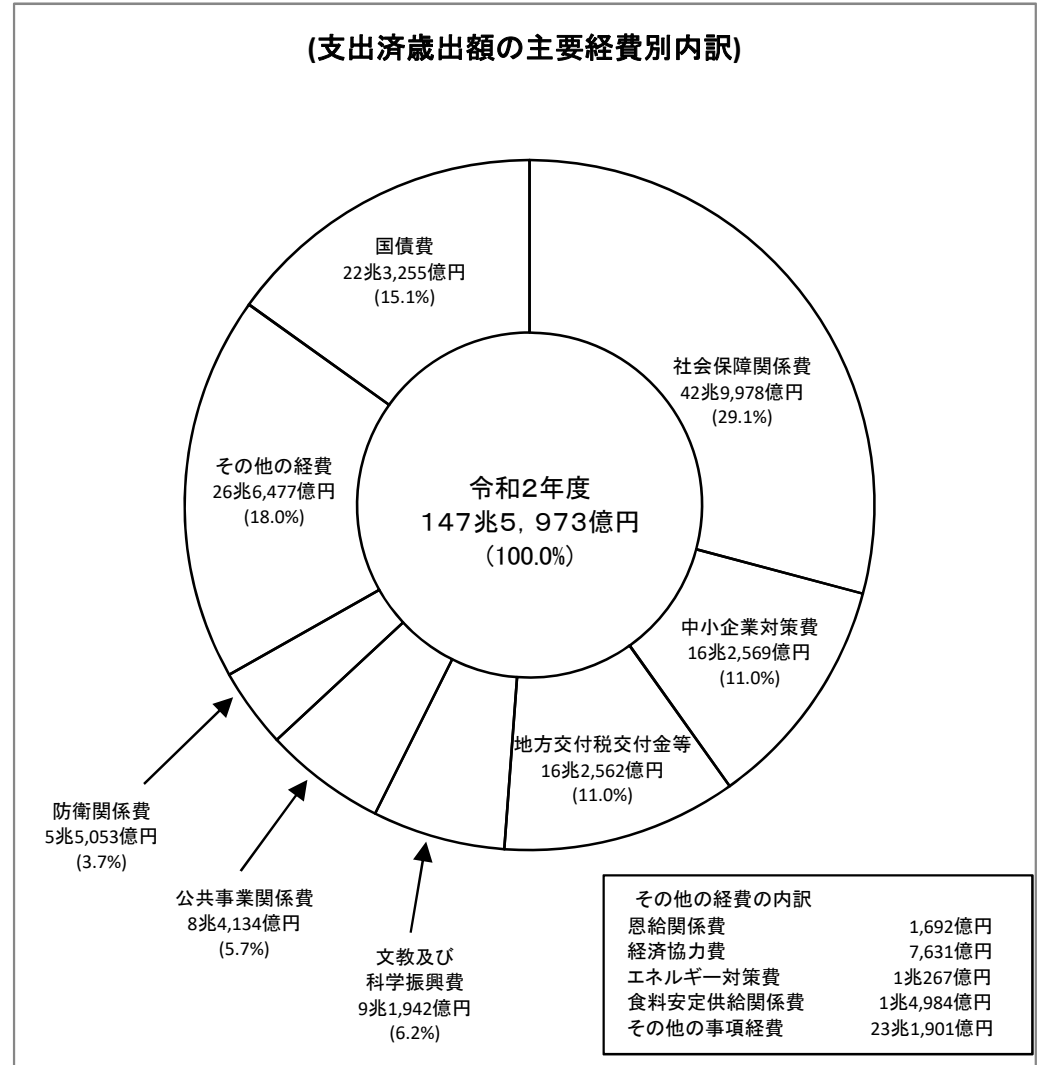 (支出済歳出額の主要経費別内訳)
国債費
22兆3,255億円
(15.1%)
社会保障関係費
42兆9,978億円
(29.1%)
その他の経費
26兆6,477億円
(18.0%)
令和2年度
147兆5,973億円
(100.0%)
中小企業対策費
16兆2,569億円
(11.0%)
地方交付税交付金等
16兆2,562億円
(11.0%)
防衛関係費
5兆5,053億円
(3.7%)
公共事業関係費
8兆4,134億円
(5.7%)
文教及び
科学振興費
9兆1,942億円
(6.2%)
その他の経費の内訳
恩給関係費 1,692億円
経済協力費 7,631億円
エネルギー対策費 1兆267億円
食料安定供給関係費 1兆4,984億円
その他の事項経費 23兆1,901億円